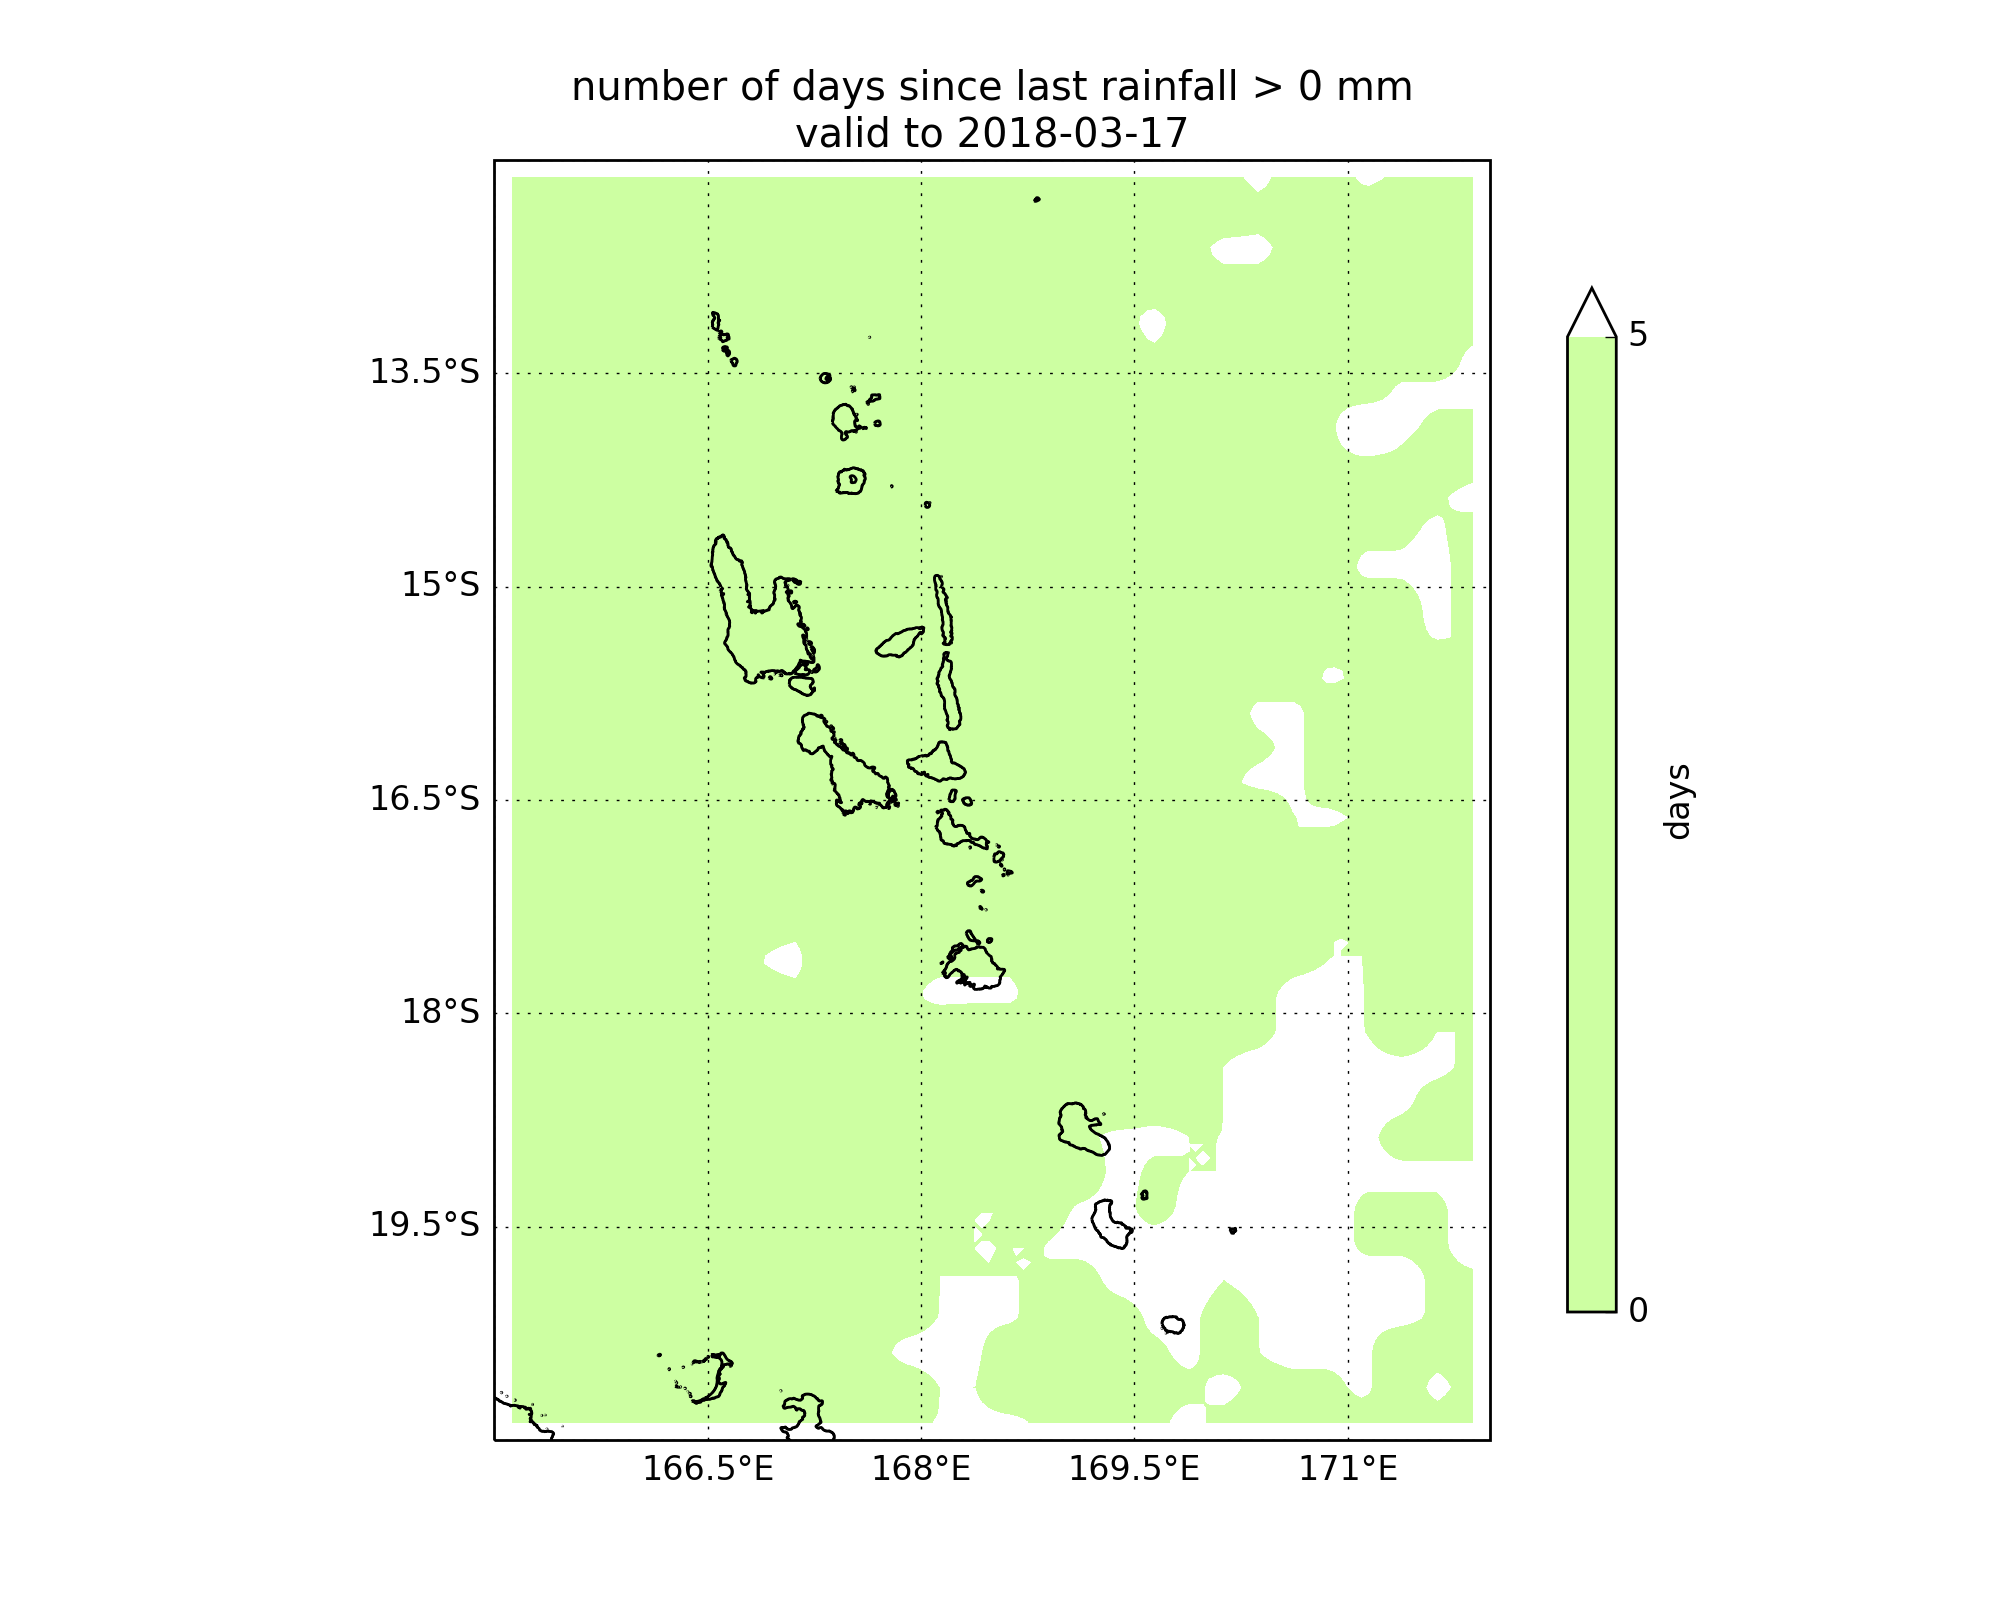 number of days since last rainfall > 0 mm
valid to 2018-03-17
13.5°S
15°S
16.5°S
18°S
19.5°S
166.5°E
168°E
169.5°E
171°E
5
0
days